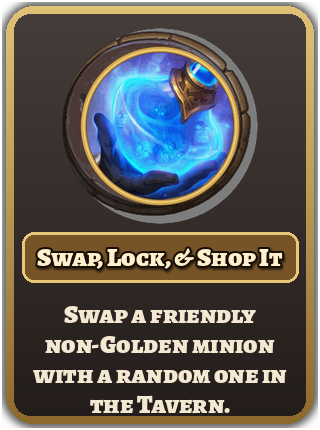 Swap, Lock, & Shop It
Swap a friendly
non-Golden minion
with a random one in
the Tavern.